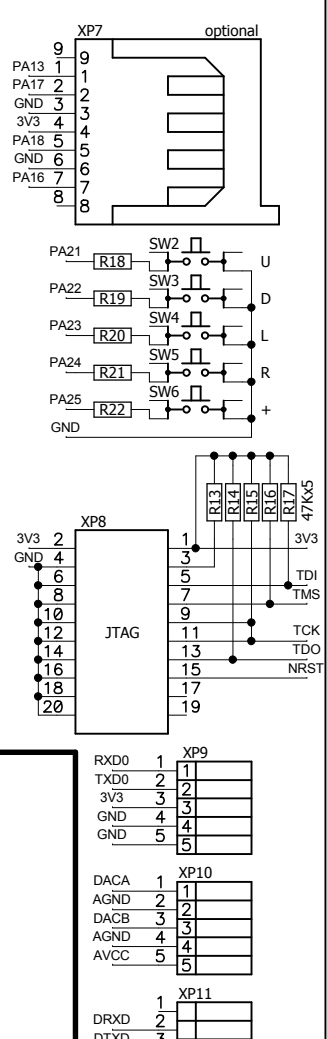 XP7 optional
9 9
PA13 1 1
PA17 2 2
GND 3 3
3V3 4 4
PA18 5 5
GND 6 6
PA16 7 7
8 8
PA21 R18 SW2 U
PA22 R19 SW3 D
PA23 R20 SW4 L
PA24 R21 SW5 R
PA25 R22 SW6 +
GND
R13 R14 R15 R16 R17 47Kx5
XP8
3V3 2 1 3V3
GND 4 3
6 5 TDI
8 7 TMS
10 9
12 JTAG 11 TCK
14 13 TDO
16 15 NRST
18 17
20 19
XP9
RXD0 1 1
TXD0 2 2
3V3 3 3
GND 4 4
GND 5 5
XP10
DACA 1 1
AGND 2 2
DACB 3 3
AGND 4 4
AVCC 5 5
XP11
1
DRXD 2
DTXD 3